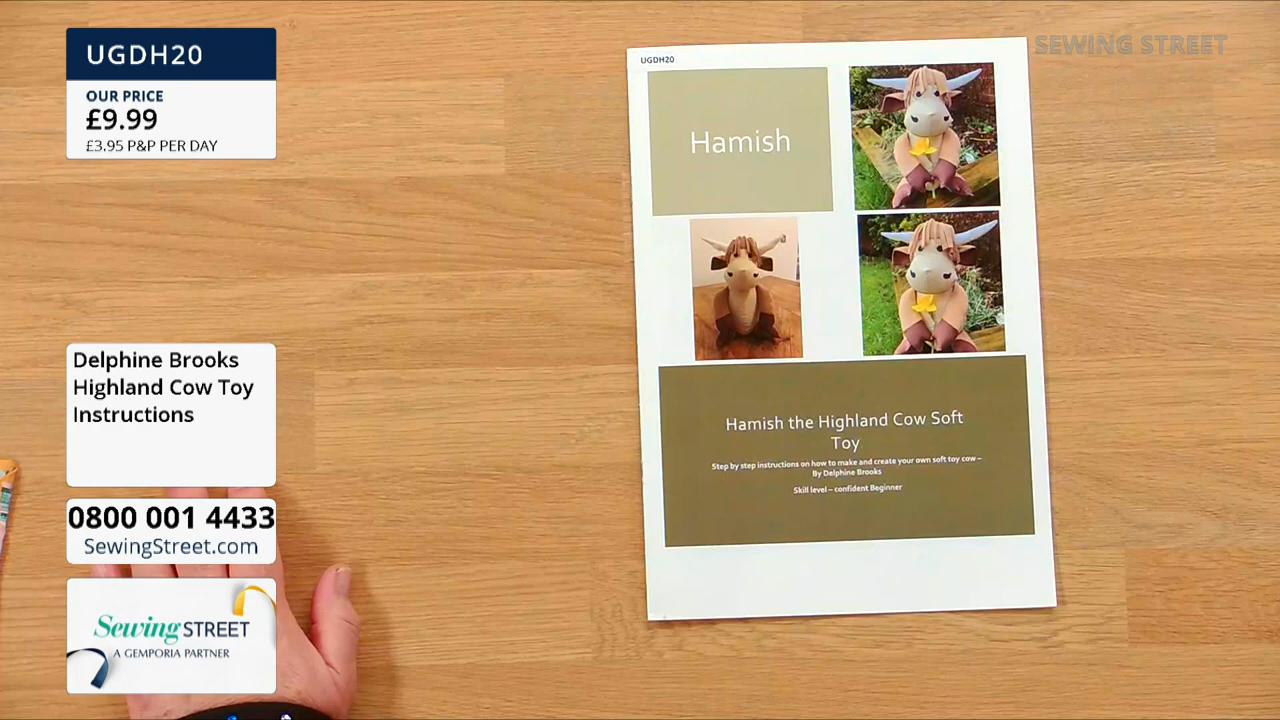 UGDH20
OUR PRICE
£9.99
£3.95 P&P PER DAY
Delphine Brooks
Highland Cow Toy
Instructions
0800 001 4433
SewingStreet.com
Sewing STREET
A GEMPORIA PARTNER
SEWING STREET
UGDH20
Hamish
Hamish the Highland Cow Soft
Toy
Step by step instructions on how to make and create your own soft toy cow –
By Delphine Brooks
Skill level – confident Beginner